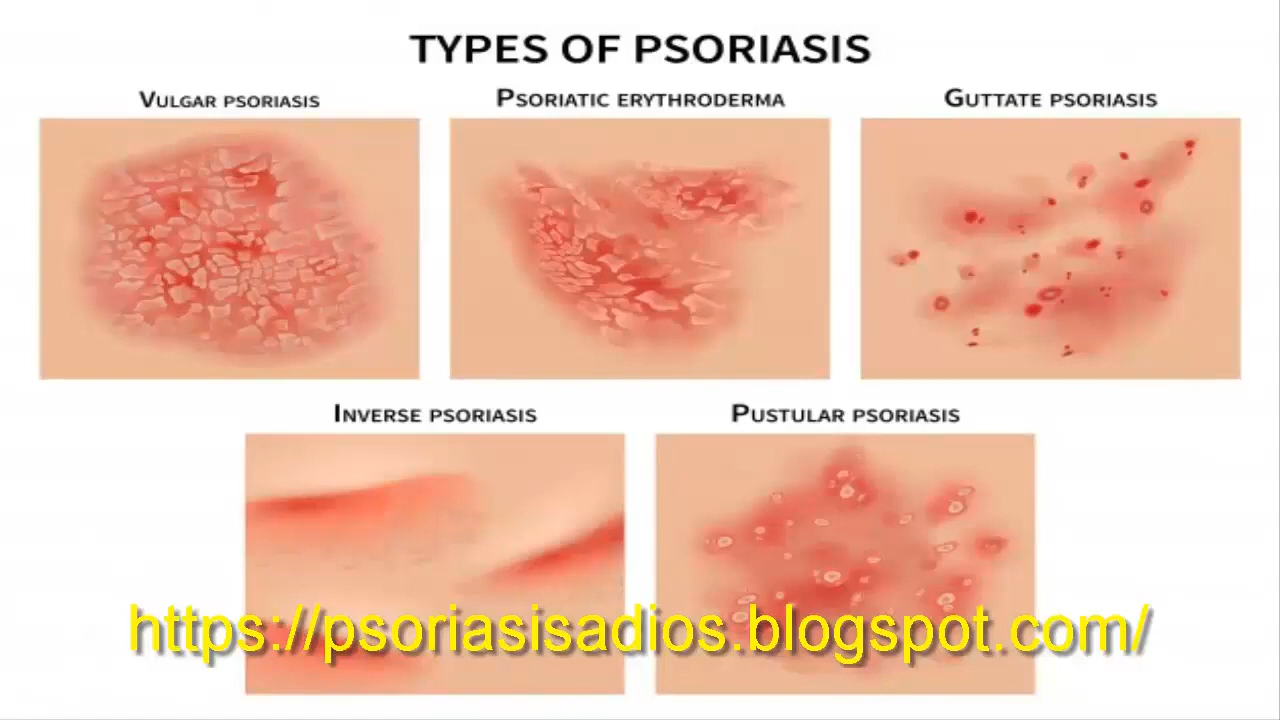 TYPES OF PSORIASIS
VULGAR PSORIASIS
PSORIATIC ERYTHRODERMA
GUTTATE PSORIASIS
INVERSE PSORIASIS
PUSTULAR PSORIASIS
https://psoriasisadios.blogspot.com/